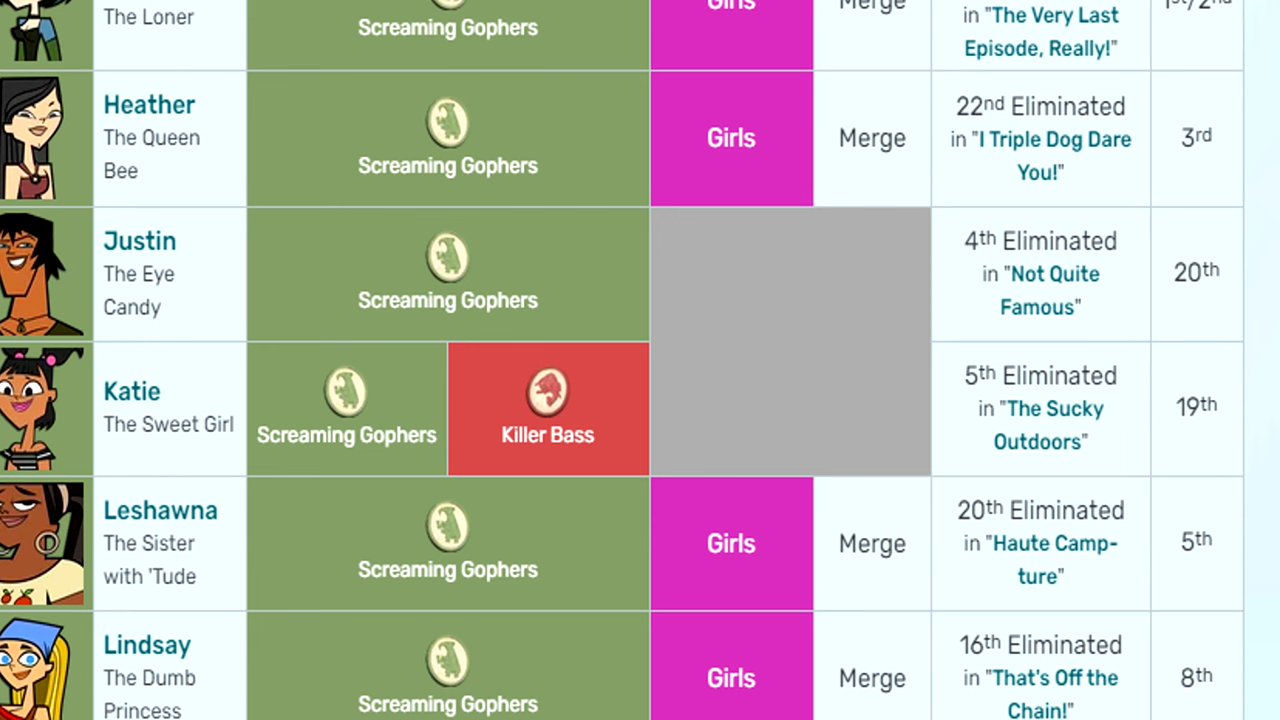 The Loner
Screaming Gophers
Girls
Merge
in "The Very Last
Episode, Really!"
1st/2nd
Heather
The Queen
Bee
Screaming Gophers
Girls
Merge
22nd Eliminated
in "I Triple Dog Dare
You!"
3rd
Justin
The Eye
Candy
Screaming Gophers
4th Eliminated
in "Not Quite
Famous"
20th
Katie
The Sweet Girl
Screaming Gophers
Killer Bass
5th Eliminated
in "The Sucky
Outdoors"
19th
Leshawna
The Sister
with 'Tude
Screaming Gophers
Girls
Merge
20th Eliminated
in "Haute Camp-
ture"
5th
Lindsay
The Dumb
Princess
Screaming Gophers
Girls
Merge
16th Eliminated
in "That's Off the
Chain!"
8th